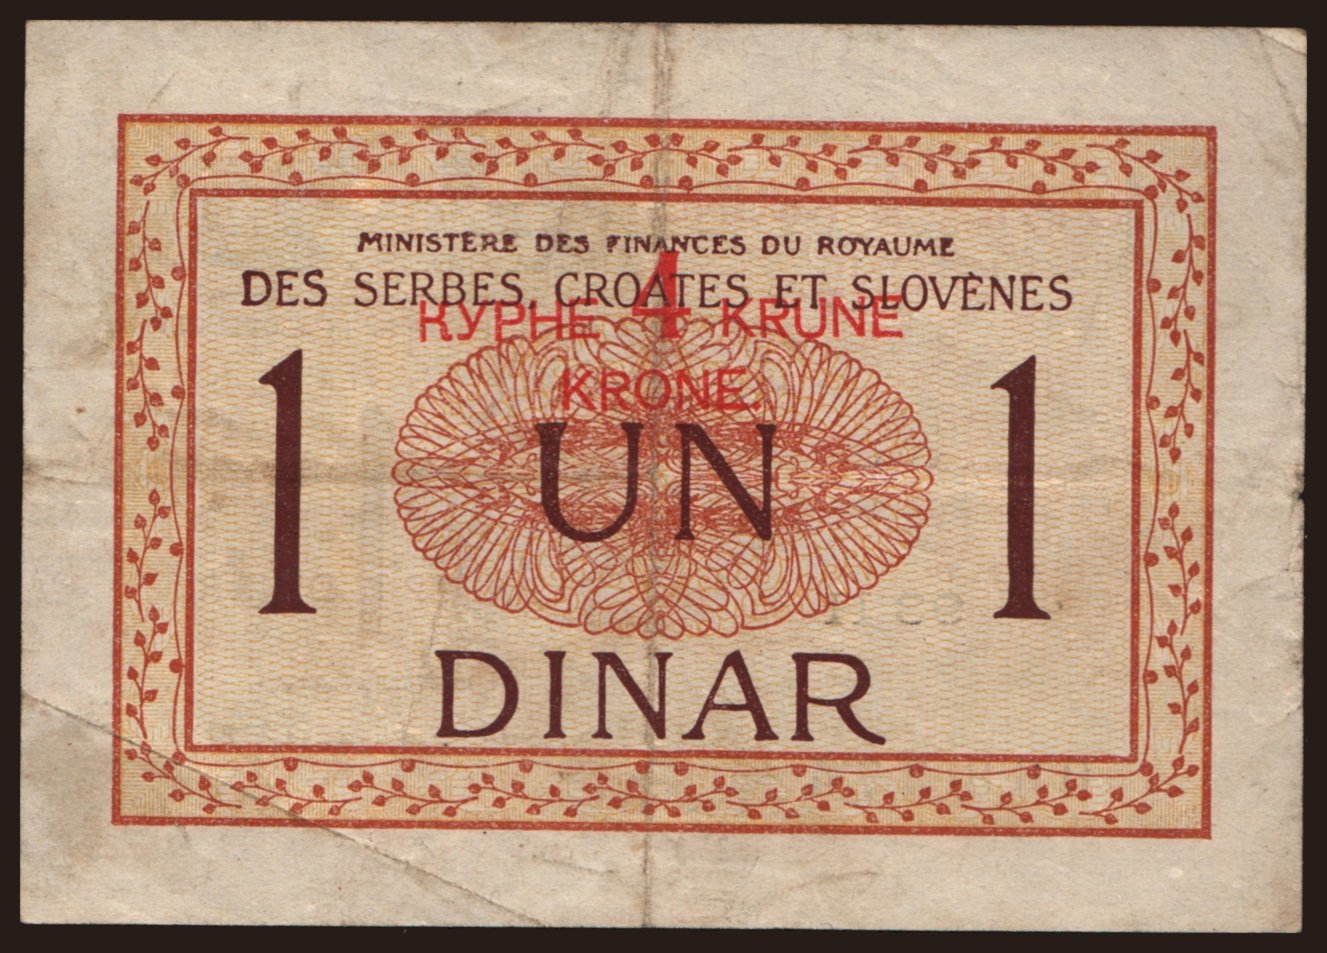 MINISTÈRE DES FINANCES DU ROYAUME
DES SERBES, CROATES ET SLOVÈNES
КРУНЕ 4 KRUNE
KRONE.
1 UN 1
DINAR